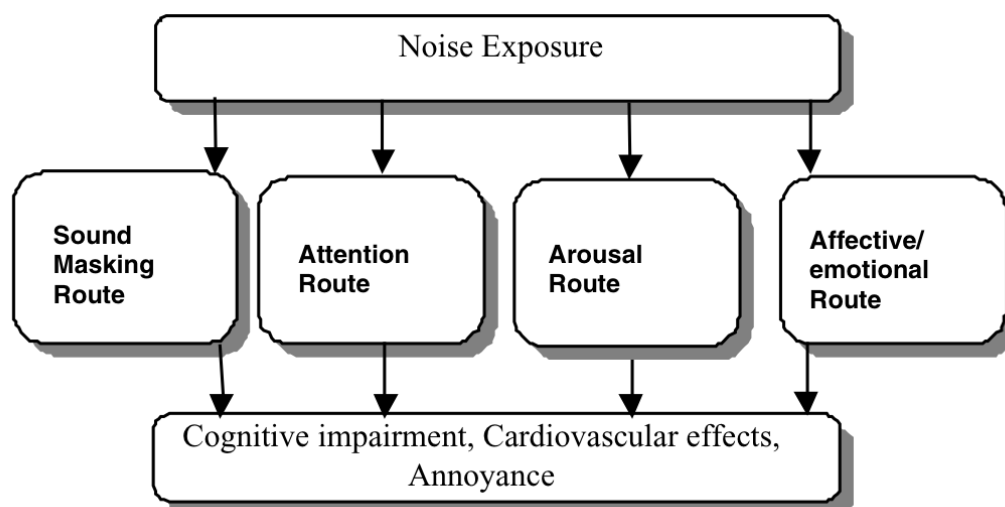 Noise Exposure
Sound
Masking
Route
Attention
Route
Arousal
Route
Affective/
emotional
Route
Cognitive impairment, Cardiovascular effects,
Annoyance